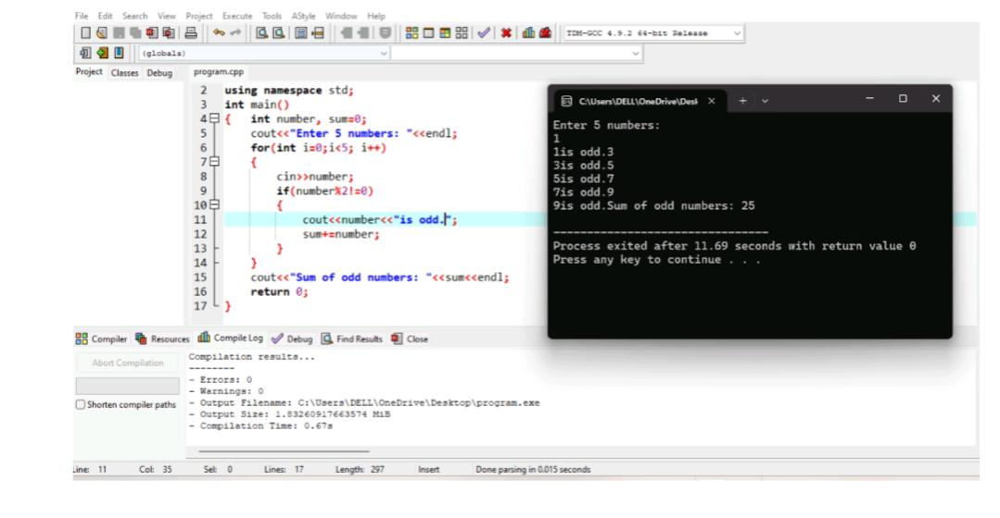 File Edit Search View Project Execute Tools AStyle Window Help
TDM-GCC 4.9.2 64-bit Release
(globals)
Project Classes Debug program.cpp
2 using namespace std;
3 int main()
4 { int number, sum=0;
5 cout<<"Enter 5 numbers: "<<endl;
6 for(int i=0;i<5; i++)
7 {
8 cin>>number;
9 if(number%2!=0)
10 {
11 cout<<number<<"is odd.";
12 sum+=number;
13 }
14 }
15 cout<<"Sum of odd numbers: "<<sum<<endl;
16 return 0;
17 }
C:\Users\DELL\OneDrive\Desl
Enter 5 numbers:
1
1is odd.3
3is odd.5
5is odd.7
7is odd.9
9is odd.Sum of odd numbers: 25
--------------------------------
Process exited after 11.69 seconds with return value 0
Press any key to continue . . .
Compiler Resources Compile Log Debug Find Results Close
Abort Compilation
Shorten compiler paths
Compilation results...
--------
- Errors: 0
- Warnings: 0
- Output Filename: C:\Users\DELL\OneDrive\Desktop\program.exe
- Output Size: 1.83260917663574 MiB
- Compilation Time: 0.67s
Line: 11 Col: 35 Sel: 0 Lines: 17 Length: 297 Insert Done parsing in 0.015 seconds